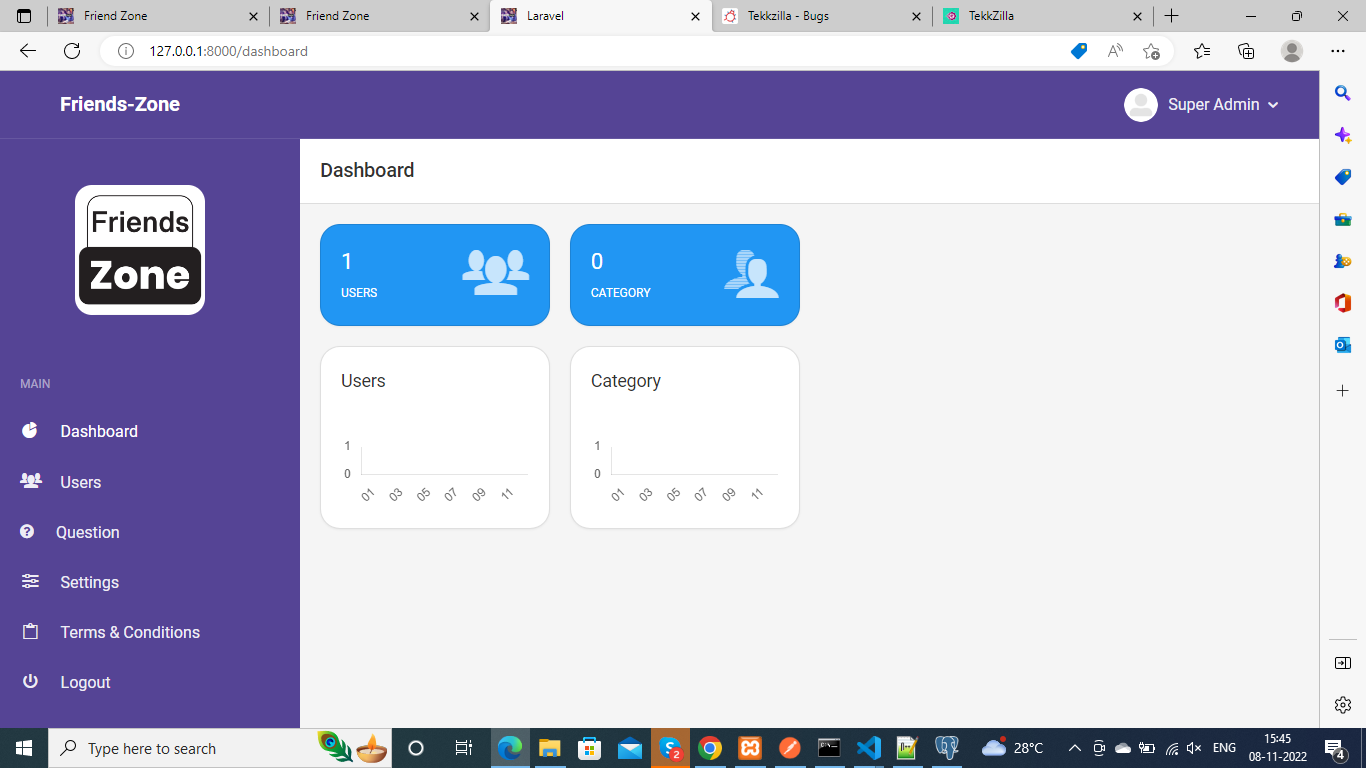 Friend Zone
Friend Zone
Laravel
Tekkzilla - Bugs
TekkZilla
127.0.0.1:8000/dashboard
Friends-Zone
Super Admin
Friends
Zone
MAIN
Dashboard
Users
Question
Settings
Terms & Conditions
Logout
Dashboard
1
USERS
0
CATEGORY
Users
1
0
01 03 05 07 09 11
Category
1
0
01 03 05 07 09 11
Type here to search
2
28°C
ENG
15:45
08-11-2022
4